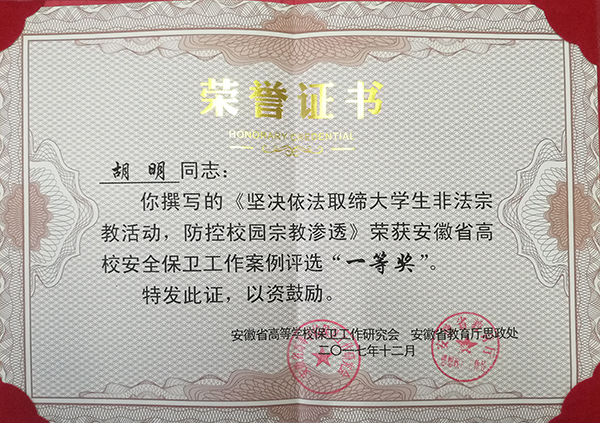 荣誉证书
HONORARY CREDENTIAL
胡明同志：
你撰写的《坚决依法取缔大学生非法宗
教活动，防控校园宗教渗透》荣获安徽省高
校安全保卫工作案例评选“一等奖”。
特发此证，以资鼓励。
安徽省高等学校保卫工作研究会 安徽省教育厅思政处
二〇一七年十二月